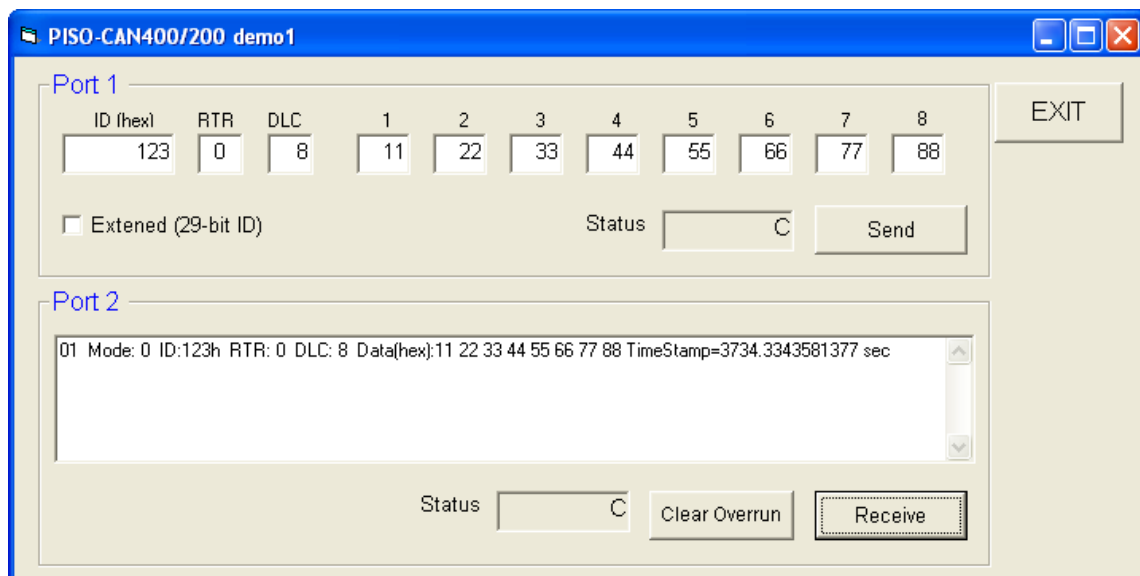 PISO-CAN400/200 demo1
Port 1
EXIT
ID (hex) RTR DLC 1 2 3 4 5 6 7 8
123 0 8 11 22 33 44 55 66 77 88
Extened (29-bit ID) Status C Send
Port 2
01 Mode: 0 ID:123h RTR: 0 DLC: 8 Data(hex):11 22 33 44 55 66 77 88 TimeStamp=3734.3343581377 sec
Status C Clear Overrun Receive